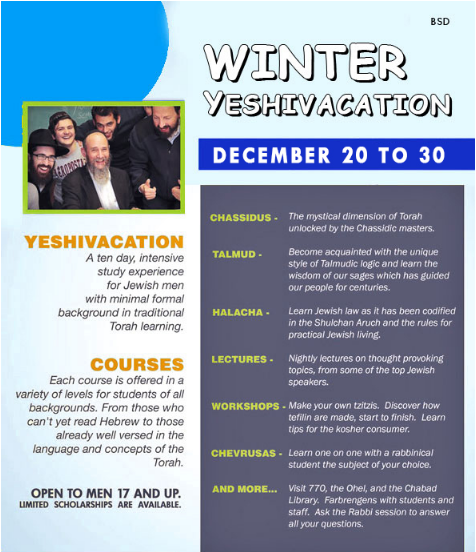 BSD
WINTER
YESHIVACATION
DECEMBER 20 TO 30
YESHIVACATION
A ten day, intensive
study experience
for Jewish men
with minimal formal
background in traditional
Torah learning.
COURSES
Each course is offered in a
variety of levels for students of all
backgrounds. From those who
can't yet read Hebrew to those
already well versed in the
language and concepts of the
Torah.
OPEN TO MEN 17 AND UP.
LIMITED SCHOLARSHIPS ARE AVAILABLE.
CHASSIDUS - The mystical dimension of Torah
unlocked by the Chassidic masters.
TALMUD - Become acquainted with the unique
style of Talmudic logic and learn the
wisdom of our sages which has guided
our people for centuries.
HALACHA - Learn Jewish law as it has been codified
in the Shulchan Aruch and the rules for
practical Jewish living.
LECTURES - Nightly lectures on thought provoking
topics, from some of the top Jewish
speakers.
WORKSHOPS - Make your own tzitzis. Discover how
tefilin are made, start to finish. Learn
tips for the kosher consumer.
CHEVRUSAS - Learn one on one with a rabbinical
student the subject of your choice.
AND MORE... Visit 770, the Ohel, and the Chabad
Library. Farbrengens with students and
staff. Ask the Rabbi session to answer
all your questions.